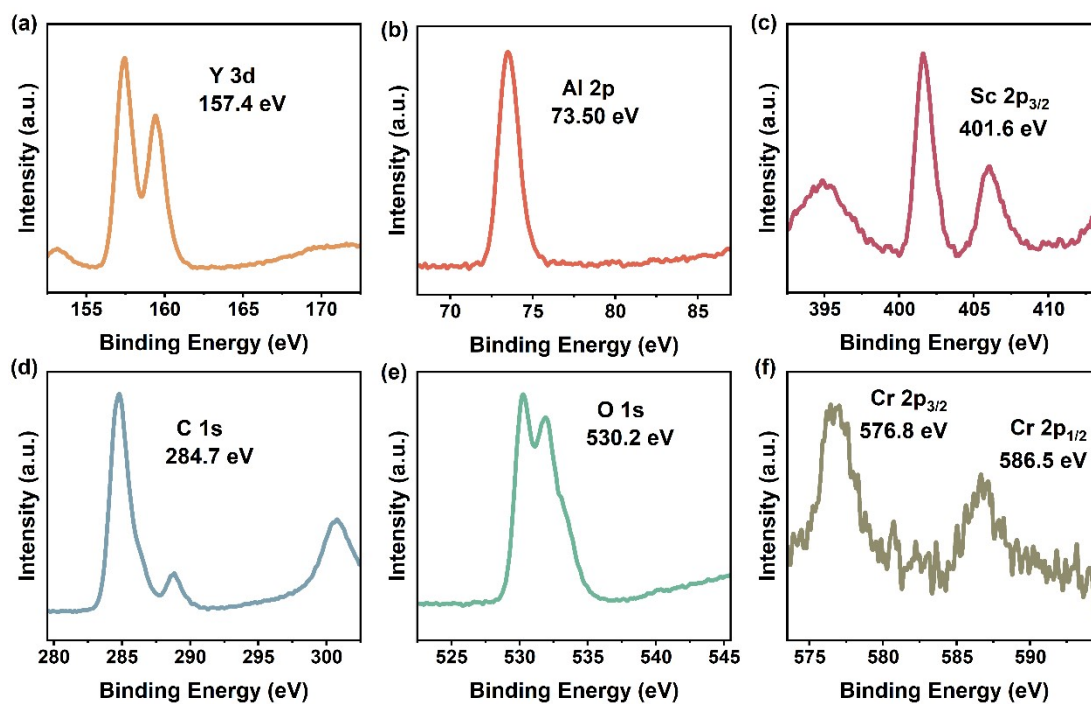 (a)
Y 3d
157.4 eV
Intensity (a.u.)
155 160 165 170
Binding Energy (eV)
(b)
Al 2p
73.50 eV
Intensity (a.u.)
70 75 80 85
Binding Energy (eV)
(c)
Sc 2p3/2
401.6 eV
Intensity (a.u.)
395 400 405 410
Binding Energy (eV)
(d)
C 1s
284.7 eV
Intensity (a.u.)
280 285 290 295 300
Binding Energy (eV)
(e)
O 1s
530.2 eV
Intensity (a.u.)
525 530 535 540 545
Binding Energy (eV)
(f)
Cr 2p3/2
576.8 eV
Cr 2p1/2
586.5 eV
Intensity (a.u.)
575 580 585 590
Binding Energy (eV)